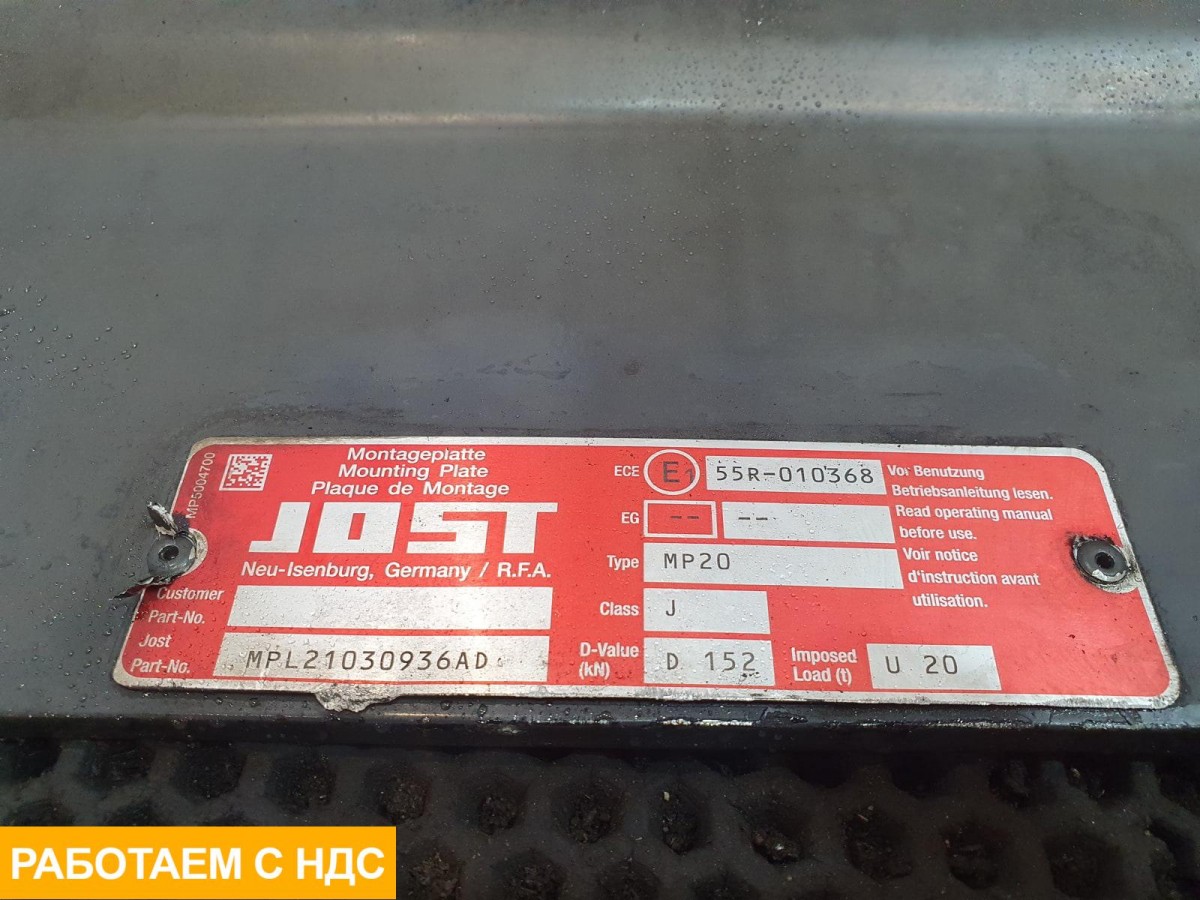 MP5004700
Montageplatte
Mounting Plate
Plaque de Montage
JOST
Neu-Isenburg, Germany / R.F.A.
Customer
Part-No.
Jost
Part-No. MPL21030936AD
ECE E1 55R-010368
EG -- --
Type MP20
Class J
D-Value
(kN) D 152
Imposed
Load (t) U 20
Vor Benutzung
Betriebsanleitung lesen.
Read operating manual
before use.
Voir notice
d'instruction avant
utilisation.
РАБОТАЕМ С НДС